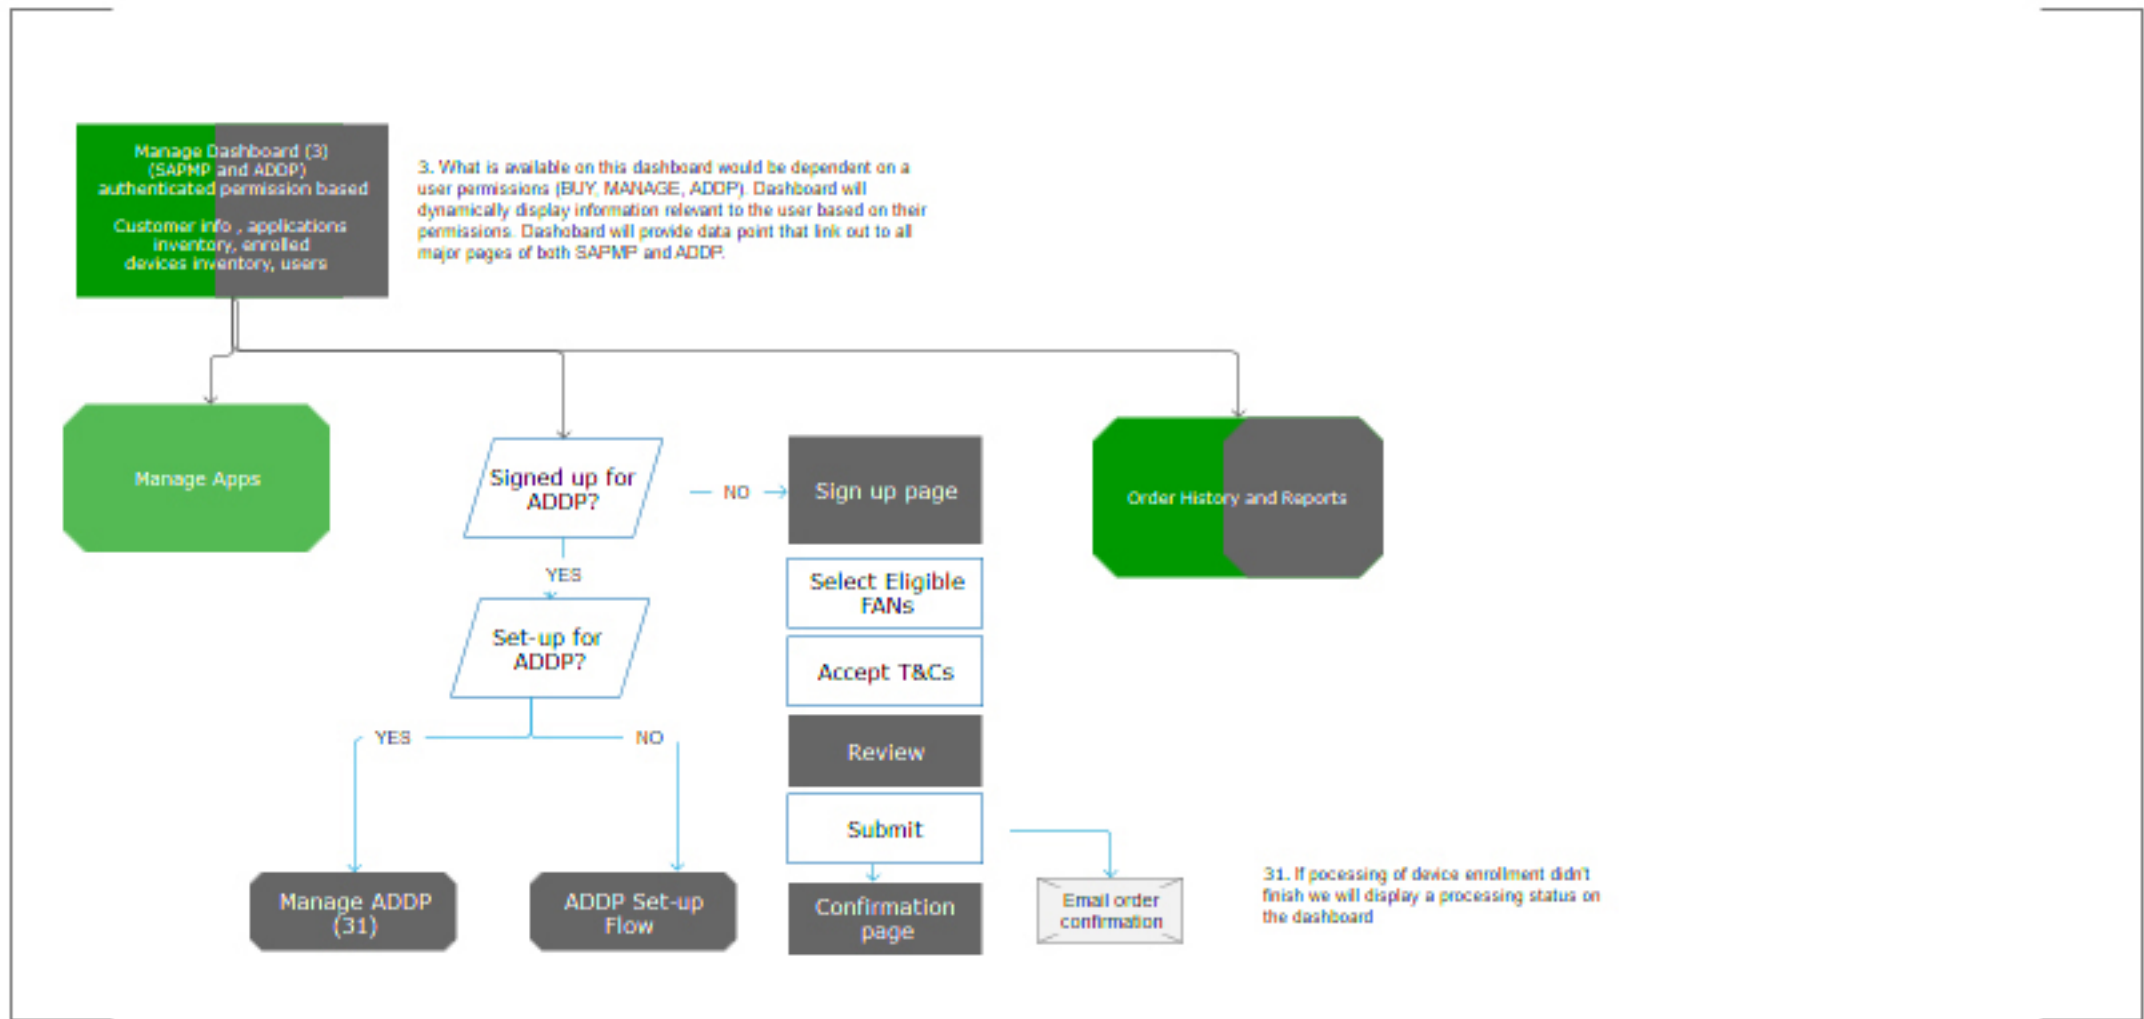 Manage Dashboard (3)
(SAPMP and ADDP)
authenticated permission based
Customer info , applications
inventory, enrolled
devices inventory, users
3. What is available on this dashboard would be dependent on a
user permissions (BUY, MANAGE, ADDP). Dashboard will
dynamically display information relevant to the user based on their
permissions. Dashobard will provide data point that link out to all
major pages of both SAPMP and ADDP.
Manage Apps
Signed up for
ADDP?
NO
Sign up page
Order History and Reports
YES
Select Eligible
FANs
Set-up for
ADDP?
Accept T&Cs
YES
NO
Review
Submit
Manage ADDP
(31)
ADDP Set-up
Flow
Confirmation
page
Email order
confirmation
31. If pocessing of device enrollment didn't
finish we will display a processing status on
the dashboard